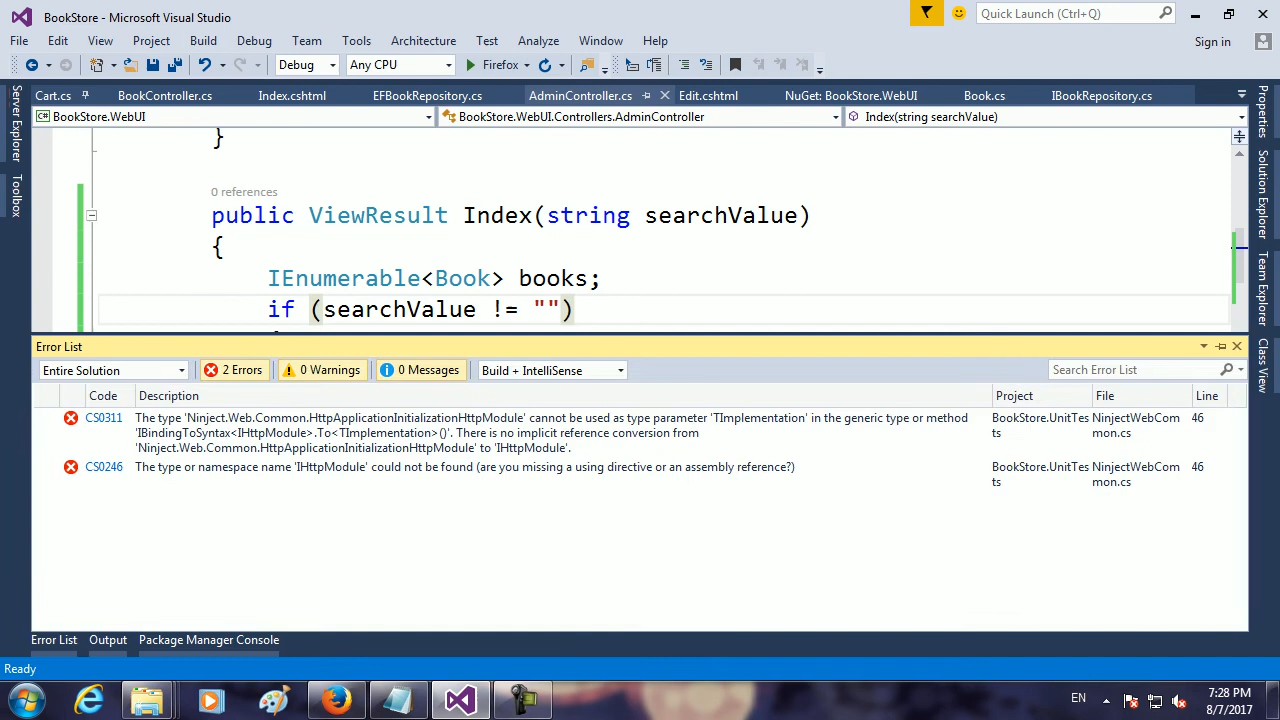 BookStore - Microsoft Visual Studio
Quick Launch (Ctrl+Q)
File Edit View Project Build Debug Team Tools Architecture Test Analyze Window Help
Sign in
Debug Any CPU Firefox
Cart.cs BookController.cs Index.cshtml EFBookRepository.cs AdminController.cs Edit.cshtml NuGet: BookStore.WebUI Book.cs IBookRepository.cs
BookStore.WebUI BookStore.WebUI.Controllers.AdminController Index(string searchValue)
Server Explorer
Toolbox
Properties
Solution Explorer
Team Explorer
Class View
}
0 references
public ViewResult Index(string searchValue)
{
IEnumerable<Book> books;
if (searchValue != "")
Error List
Entire Solution 2 Errors 0 Warnings 0 Messages Build + IntelliSense Search Error List
Code Description Project File Line
CS0311 The type 'Ninject.Web.Common.HttpApplicationInitializationHttpModule' cannot be used as type parameter 'TImplementation' in the generic type or method BookStore.UnitTes NinjectWebCom 46
'IBindingToSyntax<IHttpModule>.To<TImplementation>()'. There is no implicit reference conversion from ts mon.cs
'Ninject.Web.Common.HttpApplicationInitializationHttpModule' to 'IHttpModule'.
CS0246 The type or namespace name 'IHttpModule' could not be found (are you missing a using directive or an assembly reference?) BookStore.UnitTes NinjectWebCom 46
ts mon.cs
Error List Output Package Manager Console
Ready
EN
7:28 PM
8/7/2017